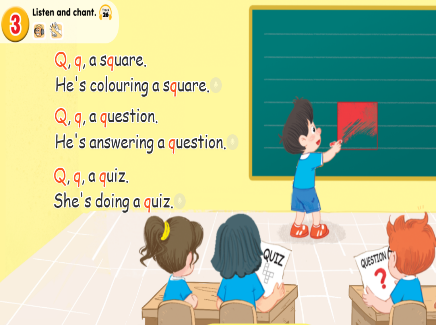 3
Listen and chant.
26
Q, q, a square.
He's colouring a square.
Q, q, a question.
He's answering a question.
Q, q, a quiz.
She's doing a quiz.
QUIZ
QUESTION
?